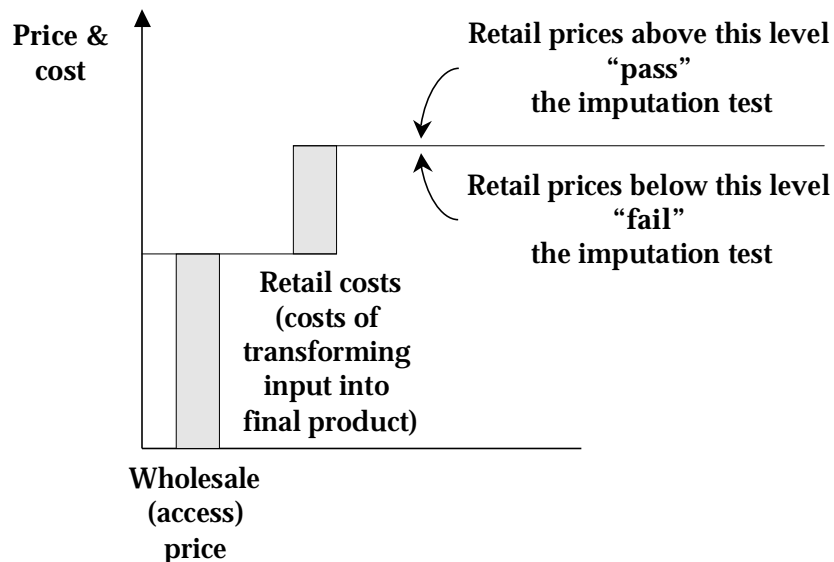 Price &
cost
Retail prices above this level
“pass”
the imputation test
Retail prices below this level
“fail”
the imputation test
Retail costs
(costs of
transforming
input into
final product)
Wholesale
(access)
price